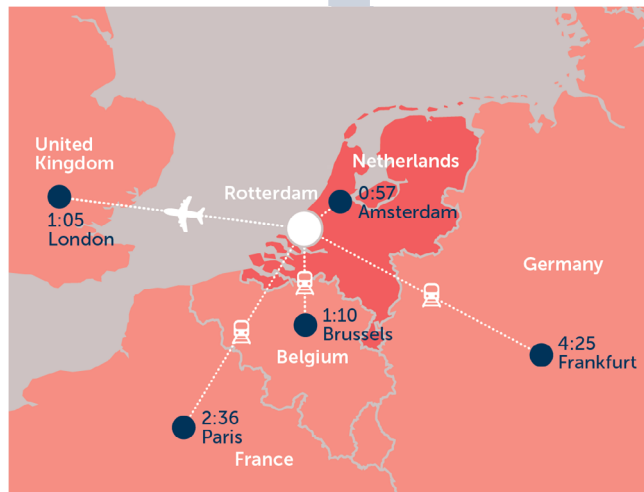 United
Kingdom
1:05
London
Rotterdam
Netherlands
0:57
Amsterdam
Germany
1:10
Brussels
Belgium
4:25
Frankfurt
2:36
Paris
France